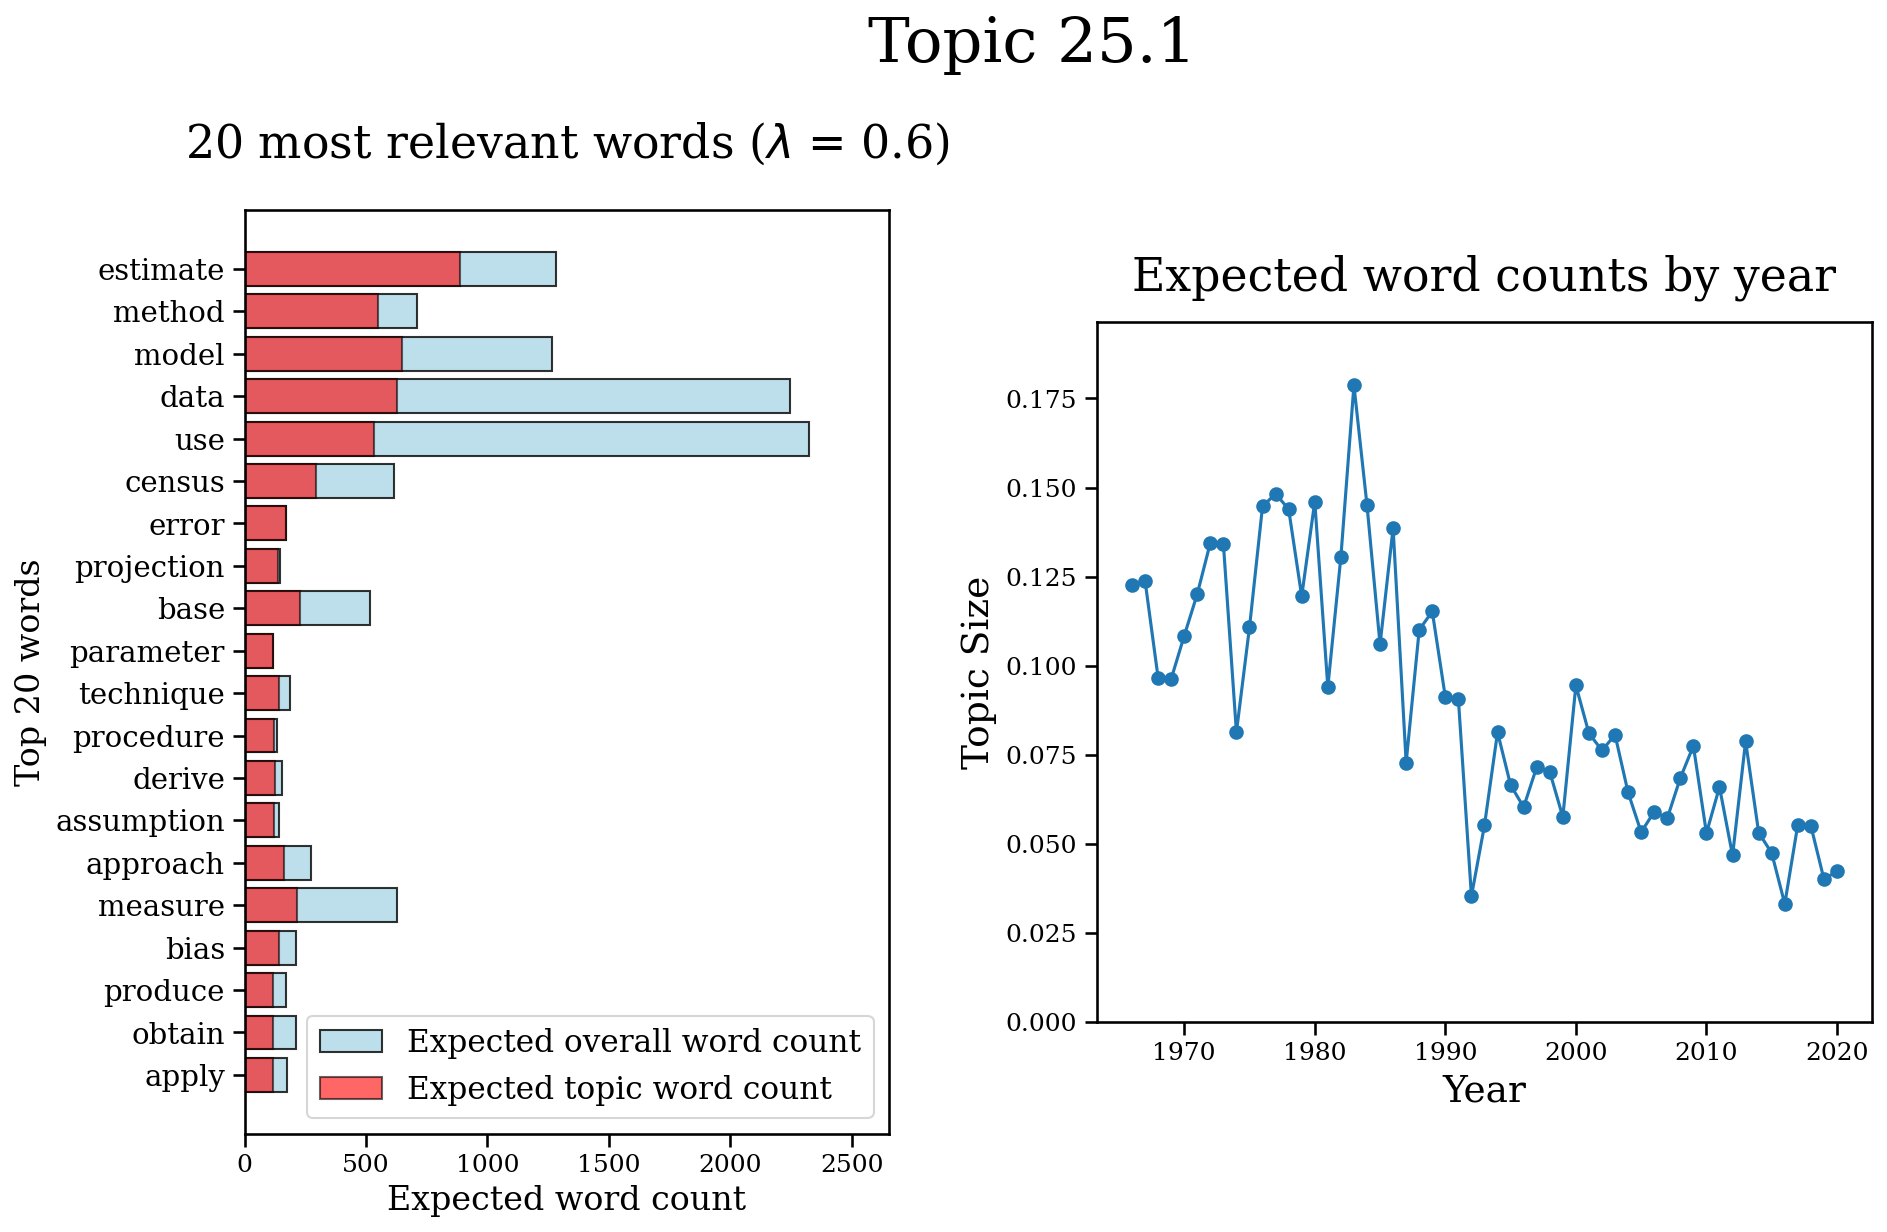 Topic 25.1
20 most relevant words (λ = 0.6)
Top 20 words
estimate
method
model
data
use
census
error
projection
base
parameter
technique
procedure
derive
assumption
approach
measure
bias
produce
obtain
apply
Expected overall word count
Expected topic word count
0 500 1000 1500 2000 2500
Expected word count
Expected word counts by year
Topic Size
0.175
0.150
0.125
0.100
0.075
0.050
0.025
0.000
1970 1980 1990 2000 2010 2020
Year